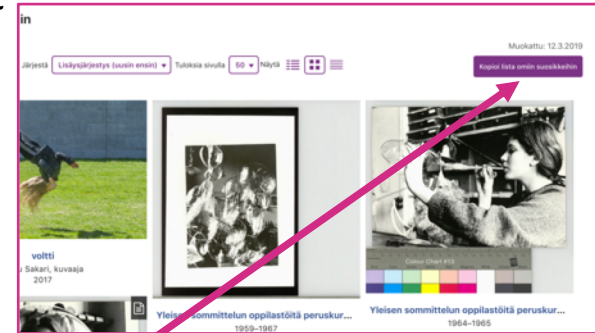 in
Muokattu: 12.3.2019
Järjestä Lisäysjärjestys (uusin ensin) Tuloksia sivulla 50 Näytä
Kopioi lista omiin suosikkeihin
voltti
Sakari, kuvaaja
2017
Colour Chart #13
Yleisen sommittelun oppilastöitä peruskur...
1959–1967
Yleisen sommittelun oppilastöitä peruskur...
1964–1965